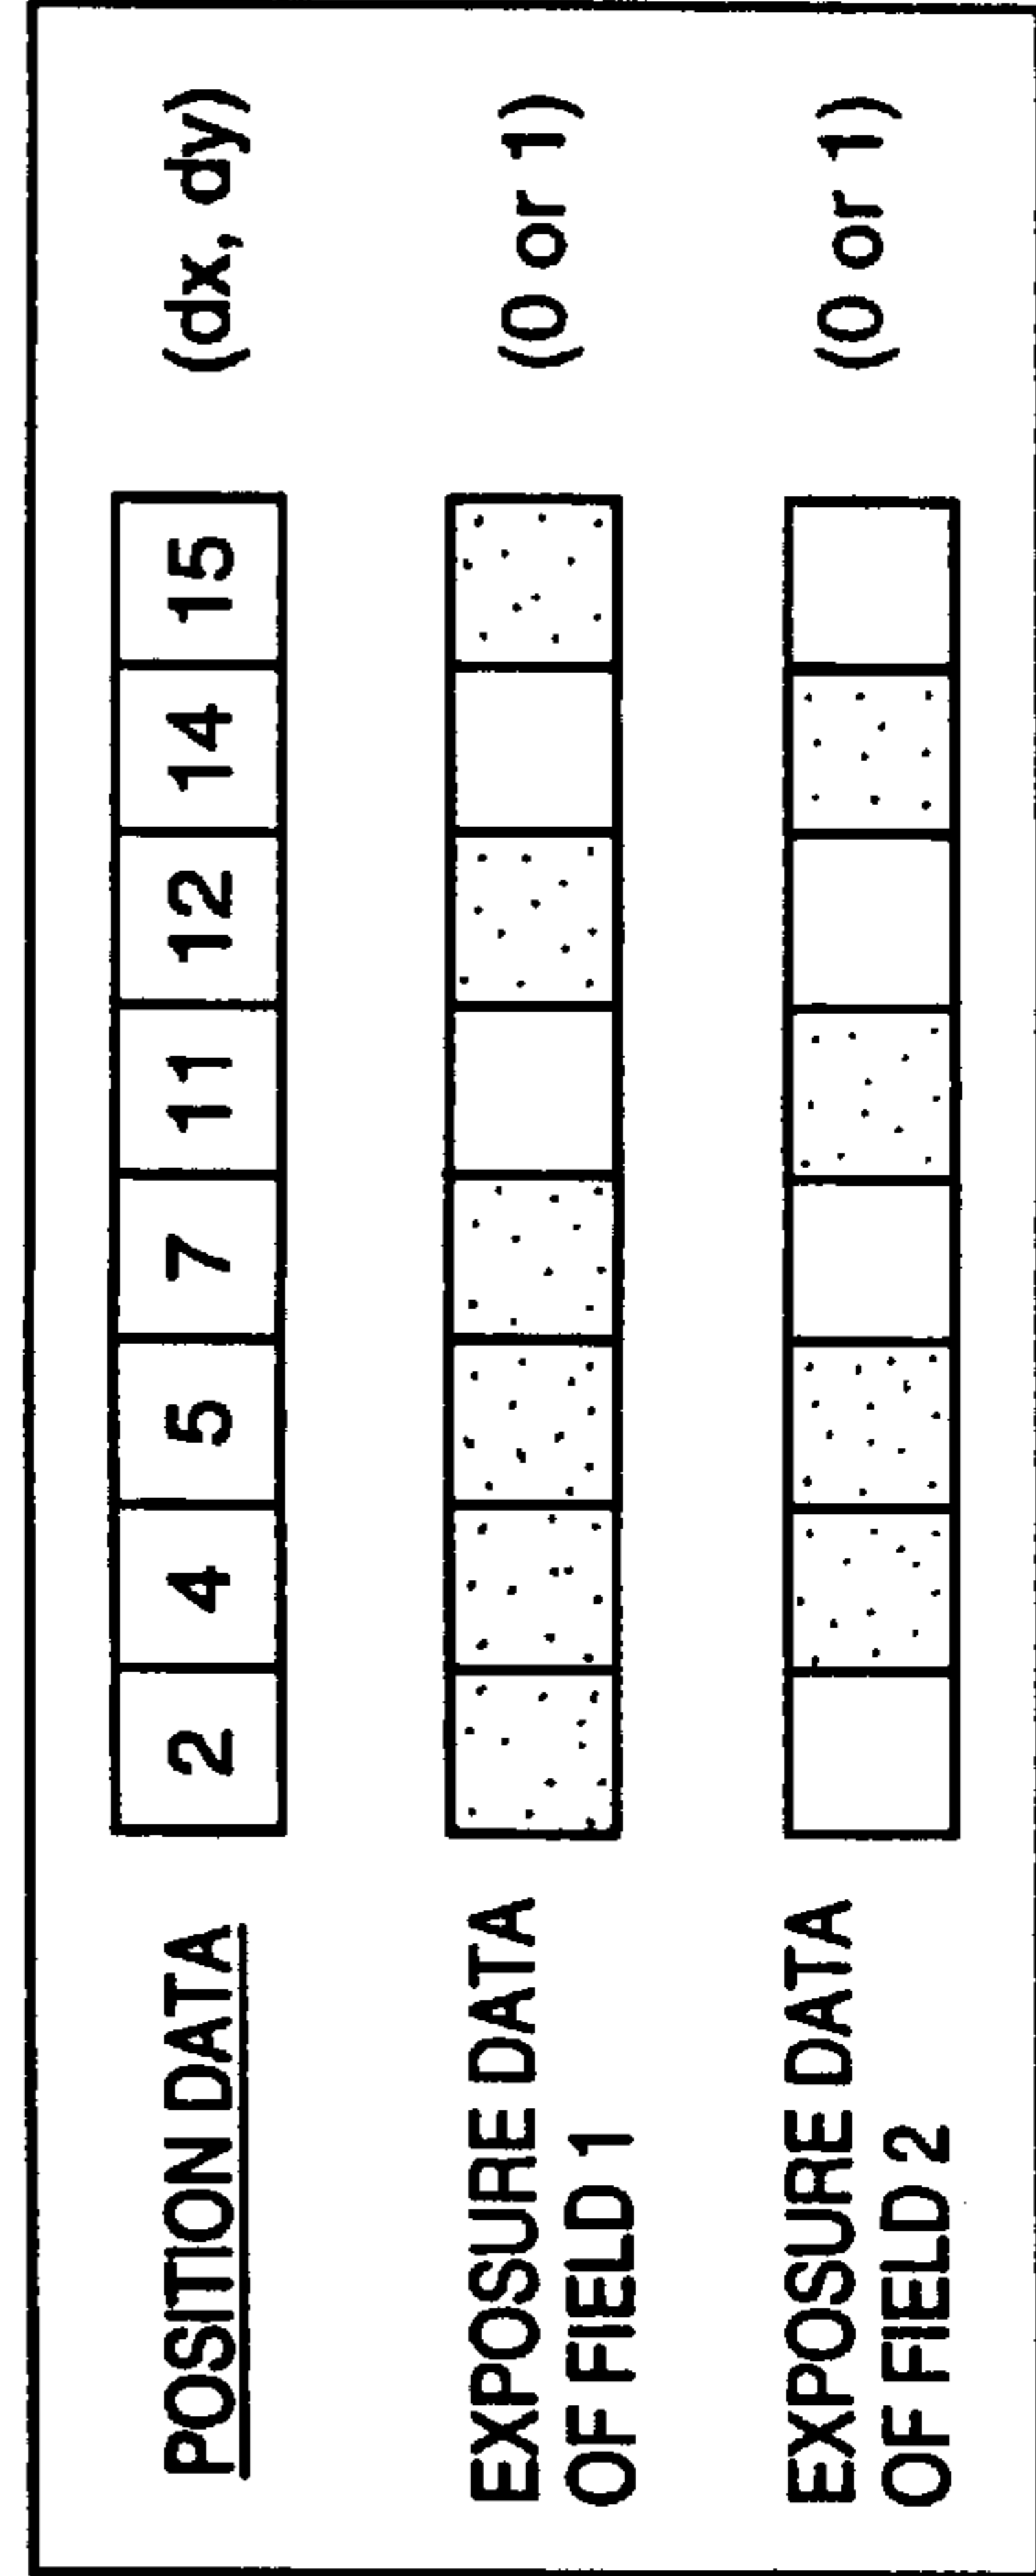 POSITION DATA 2 4 5 7 11 12 14 15 (dx, dy)
EXPOSURE DATA
OF FIELD 1 (0 or 1)
EXPOSURE DATA
OF FIELD 2 (0 or 1)